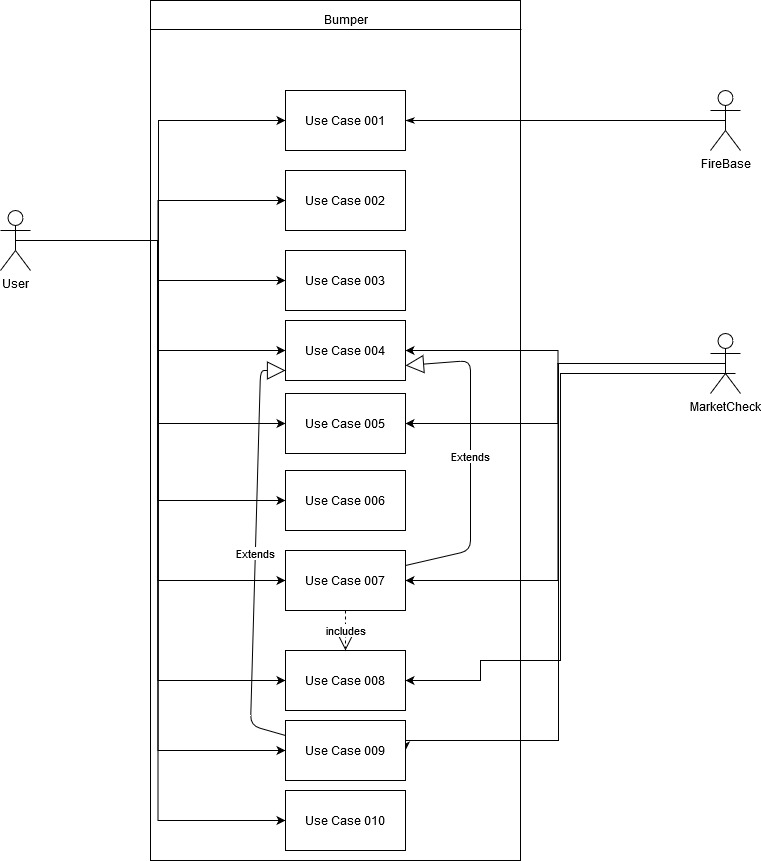 Bumper
Use Case 001
FireBase
Use Case 002
User
Use Case 003
Use Case 004
MarketCheck
Use Case 005
Extends
Use Case 006
Extends
Use Case 007
includes
Use Case 008
Use Case 009
Use Case 010